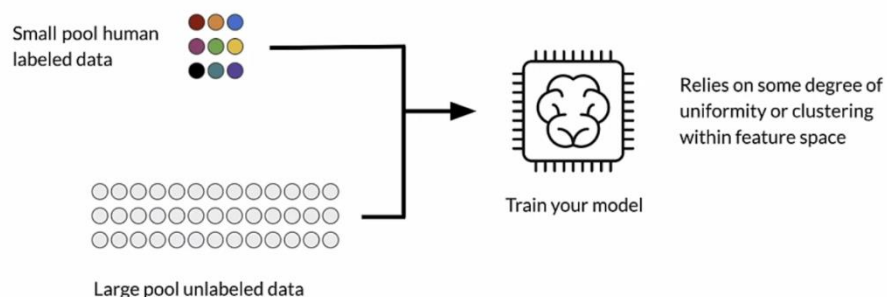 Small pool human
labeled data
Relies on some degree of
uniformity or clustering
within feature space
Train your model
Large pool unlabeled data